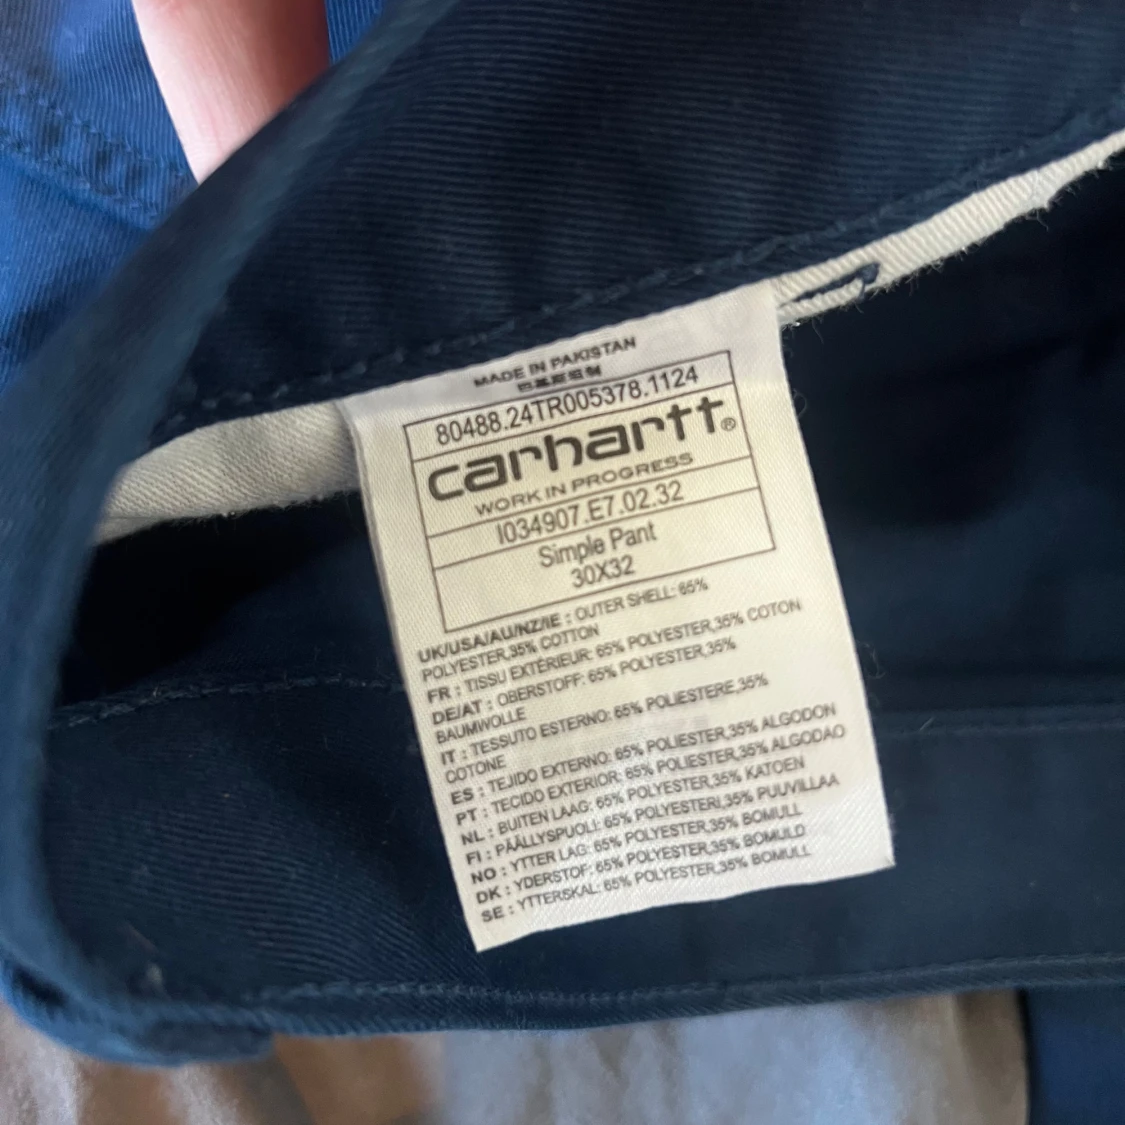 MADE IN PAKISTAN
80488.24TR005378.1124
carhartt®
WORK IN PROGRESS
I034907.E7.02.32
Simple Pant
30X32
UK/USA/AU/NZ/IE : OUTER SHELL: 65%
POLYESTER,35% COTTON
FR : TISSU EXTÉRIEUR: 65% POLYESTER,35% COTON
DE/AT : OBERSTOFF: 65% POLYESTER,35%
BAUMWOLLE
IT : TESSUTO ESTERNO: 65% POLIESTERE,35%
COTONE
ES : TEJIDO EXTERNO: 65% POLIESTER,35% ALGODON
PT : TECIDO EXTERIOR: 65% POLIESTER,35% ALGODAO
NL : BUITEN LAAG: 65% POLYESTER,35% KATOEN
FI : PÄÄLLYSPUOLI: 65% POLYESTERI,35% PUUVILLAA
NO : YTTER LAG: 65% POLYESTER,35% BOMULL
DK : YDERSTOF: 65% POLYESTER,35% BOMULD
SE : YTTERSKAL: 65% POLYESTER,35% BOMULL